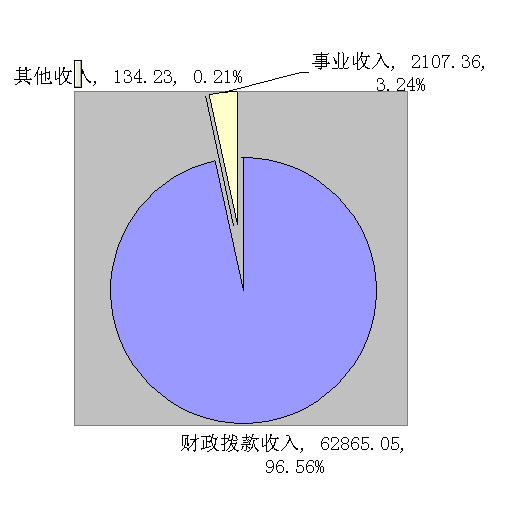 事业收入, 2107.36,
3.24%
其他收入, 134.23, 0.21%
财政拨款收入, 62865.05,
96.56%